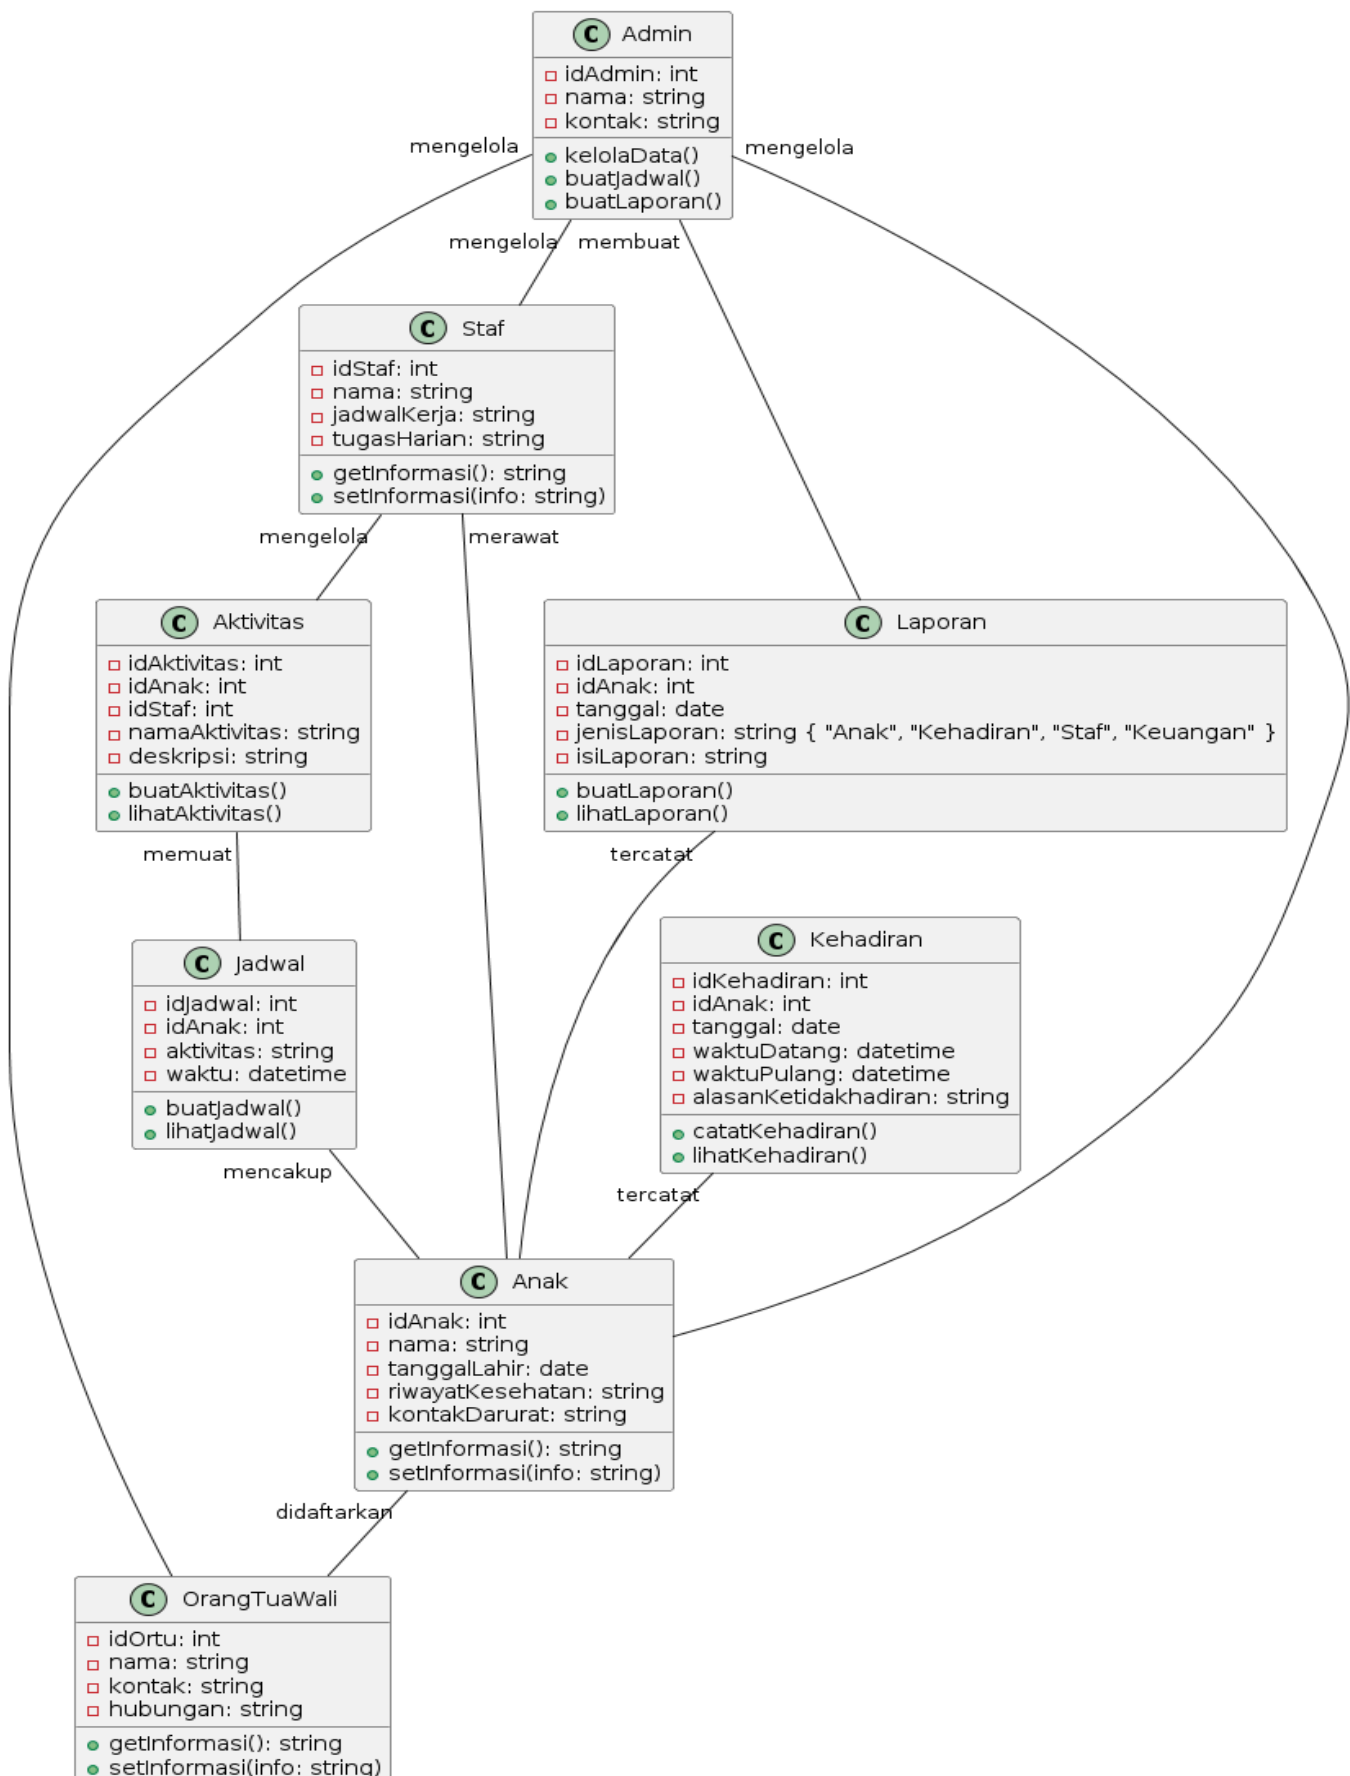 C Admin
idAdmin: int
nama: string
kontak: string
kelolaData()
buatJadwal()
buatLaporan()
mengelola
mengelola
mengelola
membuat
C Staf
idStaf: int
nama: string
jadwalKerja: string
tugasHarian: string
getInformasi(): string
setInformasi(info: string)
mengelola
merawat
C Aktivitas
idAktivitas: int
idAnak: int
idStaf: int
namaAktivitas: string
deskripsi: string
buatAktivitas()
lihatAktivitas()
memuat
C Laporan
idLaporan: int
idAnak: int
tanggal: date
jenisLaporan: string { "Anak", "Kehadiran", "Staf", "Keuangan" }
isiLaporan: string
buatLaporan()
lihatLaporan()
tercatat
C Jadwal
idJadwal: int
idAnak: int
aktivitas: string
waktu: datetime
buatJadwal()
lihatJadwal()
mencakup
C Kehadiran
idKehadiran: int
idAnak: int
tanggal: date
waktuDatang: datetime
waktuPulang: datetime
alasanKetidakhadiran: string
catatKehadiran()
lihatKehadiran()
tercatat
C Anak
idAnak: int
nama: string
tanggalLahir: date
riwayatKesehatan: string
kontakDarurat: string
getInformasi(): string
setInformasi(info: string)
didaftarkan
C OrangTuaWali
idOrtu: int
nama: string
kontak: string
hubungan: string
getInformasi(): string
setInformasi(info: string)